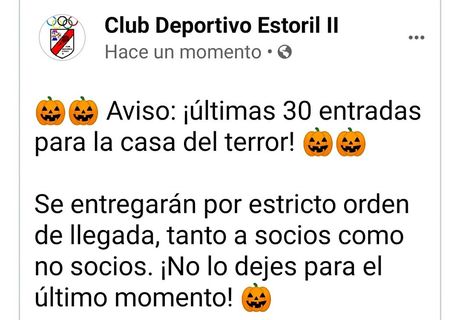 Club Deportivo Estoril II
Hace un momento •
🎃🎃 Aviso: ¡últimas 30 entradas
para la casa del terror! 🎃🎃
Se entregarán por estricto orden
de llegada, tanto a socios como
no socios. ¡No lo dejes para el
último momento! 🎃